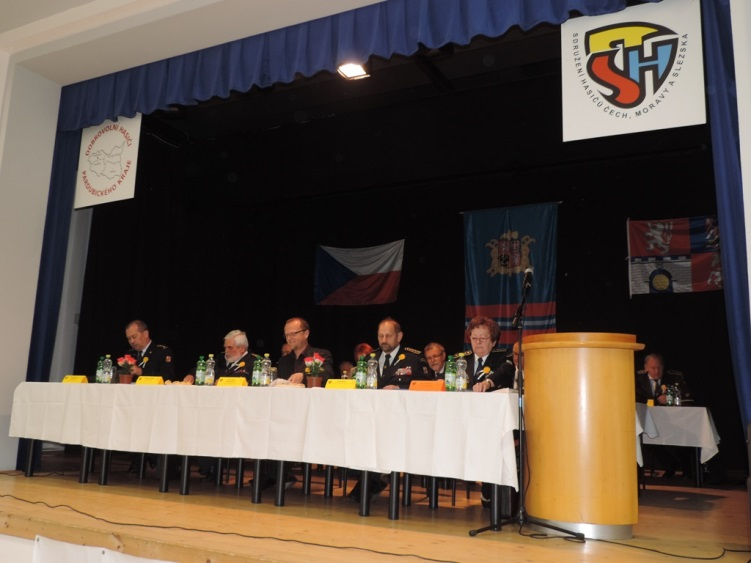 DOBROVOLNÍ HASIČI
PARDUBICKÉHO KRAJE
SH
SDRUŽENÍ HASIČŮ ČECH, MORAVY A SLEZSKA